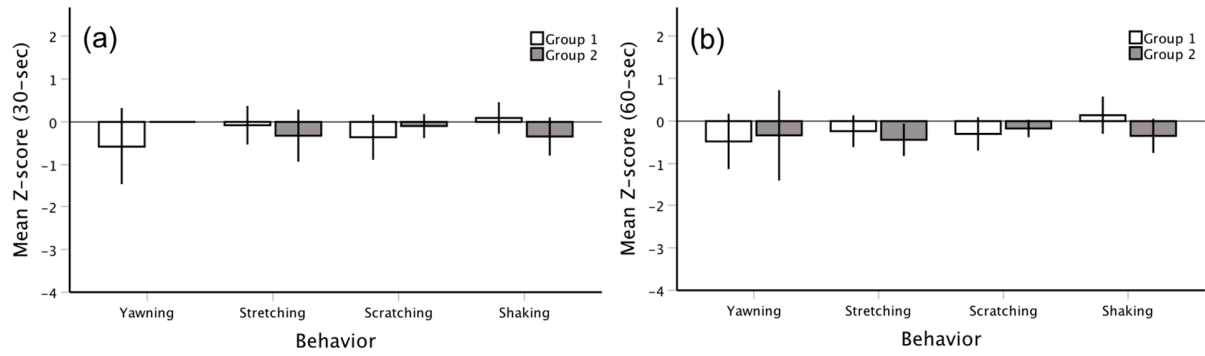 (a)
Group 1
Group 2
Mean Z-score (30-sec)
2
1
0
-1
-2
-3
-4
Yawning Stretching Scratching Shaking
Behavior
(b)
Group 1
Group 2
Mean Z-score (60-sec)
2
1
0
-1
-2
-3
-4
Yawning Stretching Scratching Shaking
Behavior